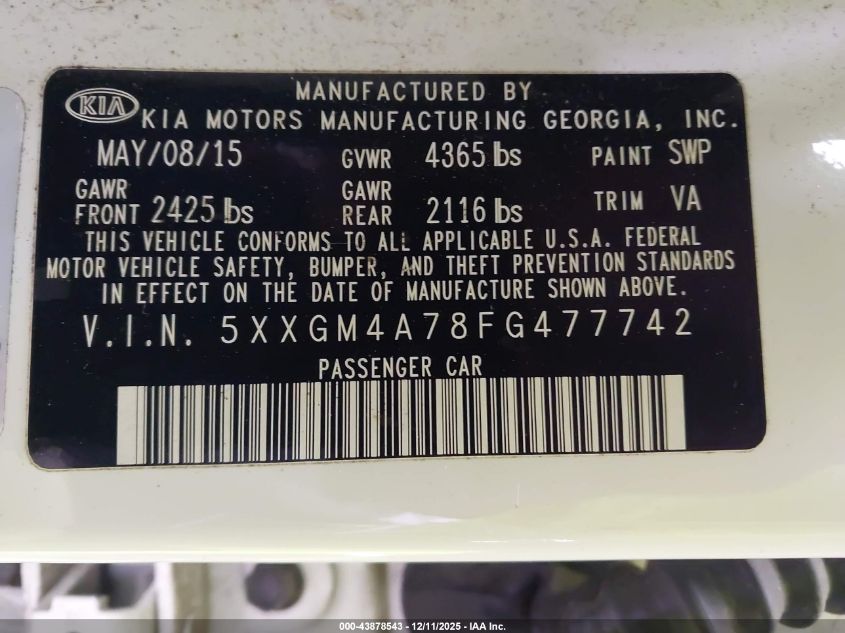 KIA
MANUFACTURED BY
KIA MOTORS MANUFACTURING GEORGIA, INC.
MAY/08/15 GVWR 4365 lbs PAINT SWP
GAWR FRONT 2425 lbs GAWR REAR 2116 lbs TRIM VA
THIS VEHICLE CONFORMS TO ALL APPLICABLE U.S.A. FEDERAL
MOTOR VEHICLE SAFETY, BUMPER, AND THEFT PREVENTION STANDARDS
IN EFFECT ON THE DATE OF MANUFACTURE SHOWN ABOVE.
V.I.N. 5XXGM4A78FG477742
PASSENGER CAR
000-43878543 - 12/11/2025 - IAA Inc.